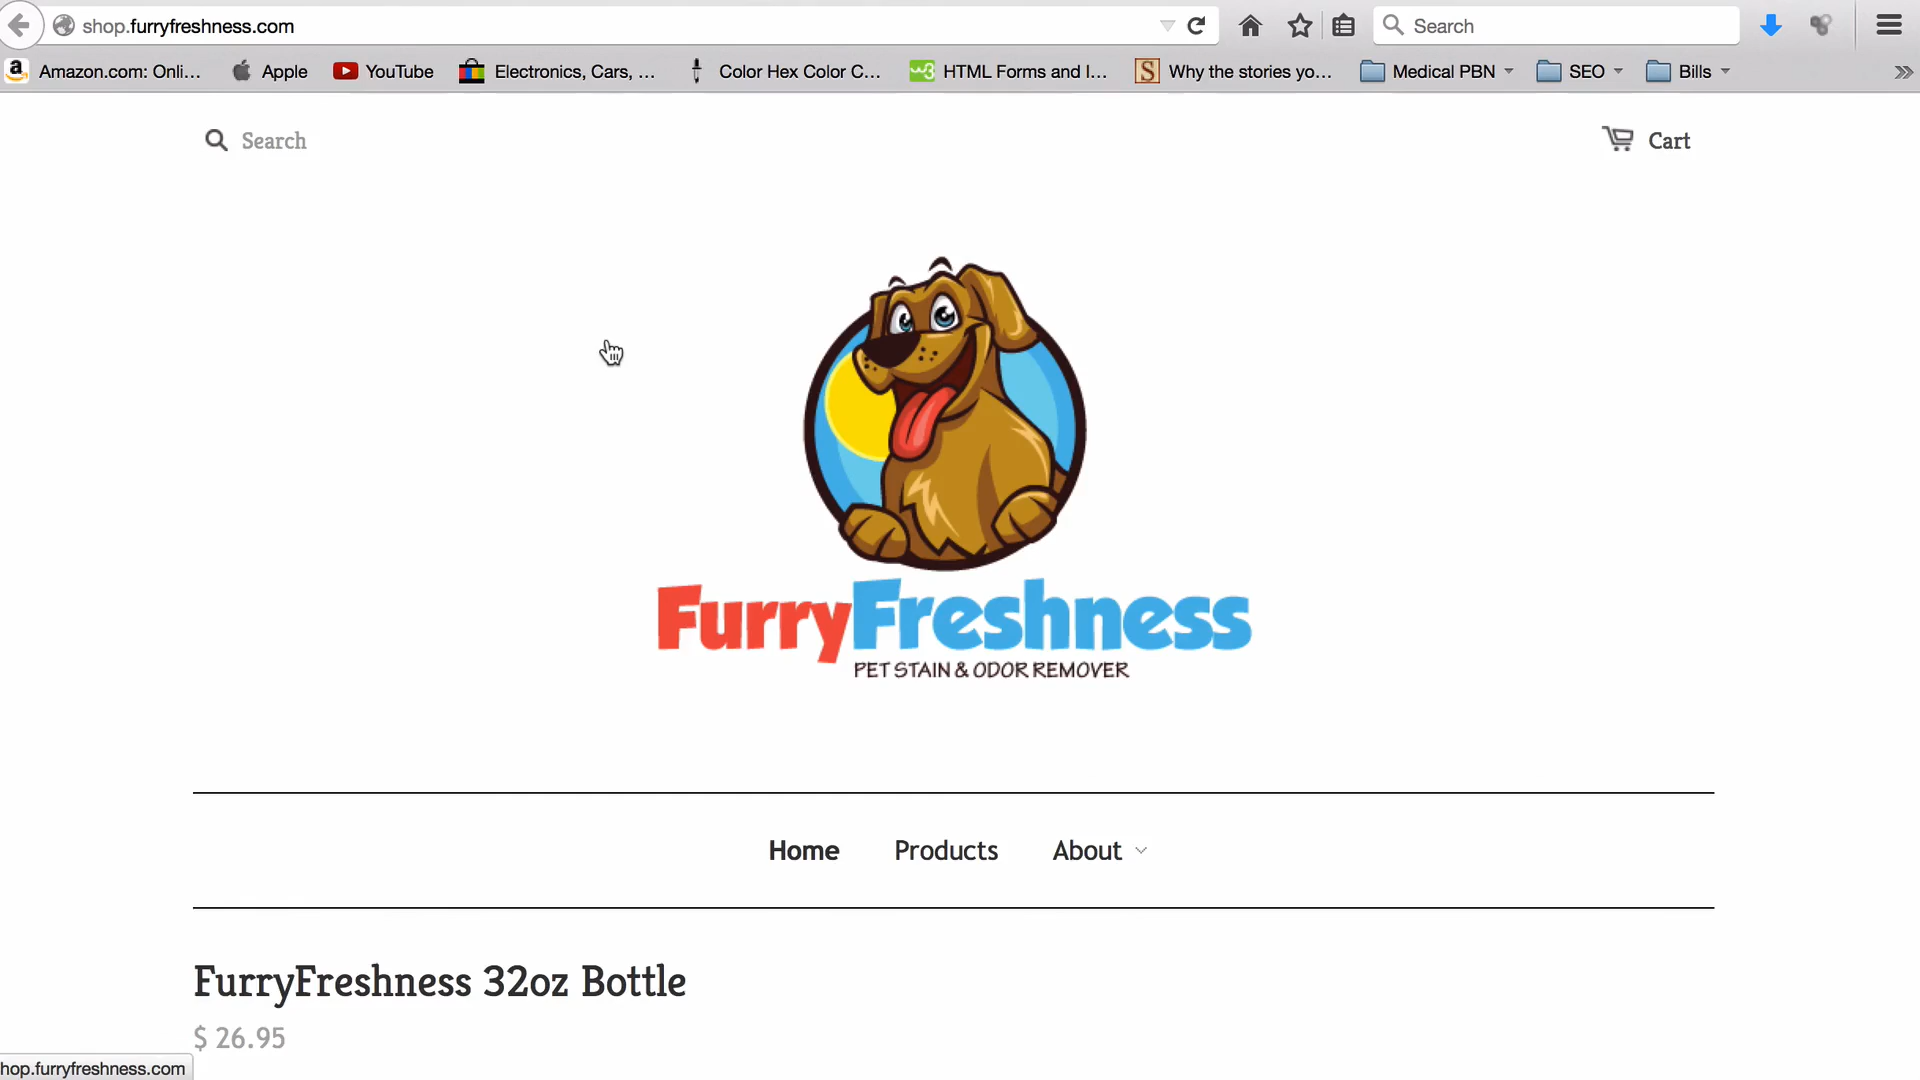 shop.furryfreshness.com
Search
Amazon.com: Onli...
Apple
YouTube
Electronics, Cars, ...
Color Hex Color C...
HTML Forms and I...
Why the stories yo...
Medical PBN
SEO
Bills
Search
Cart
FurryFreshness
PET STAIN & ODOR REMOVER
Home
Products
About
FurryFreshness 32oz Bottle
$ 26.95
hop.furryfreshness.com